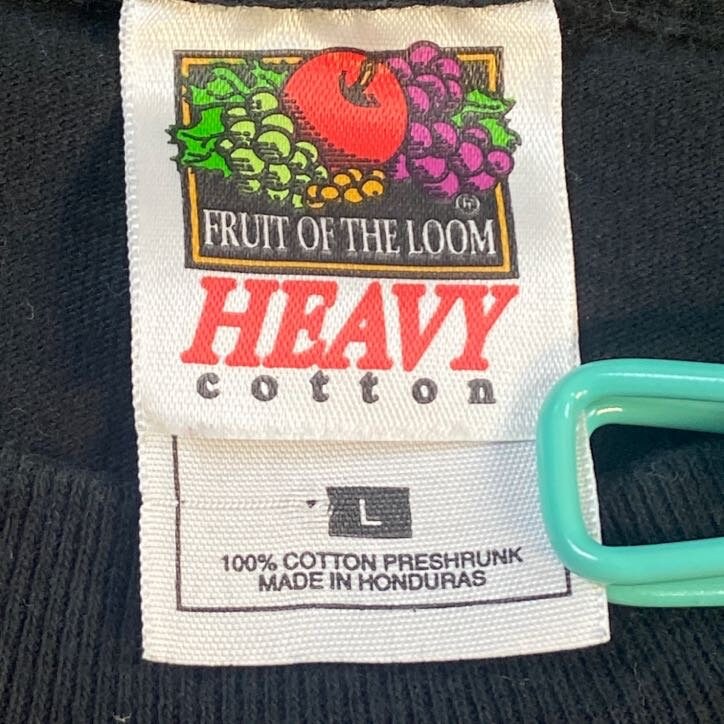 ®
FRUIT OF THE LOOM
HEAVY
cotton
L
100% COTTON PRESHRUNK
MADE IN HONDURAS